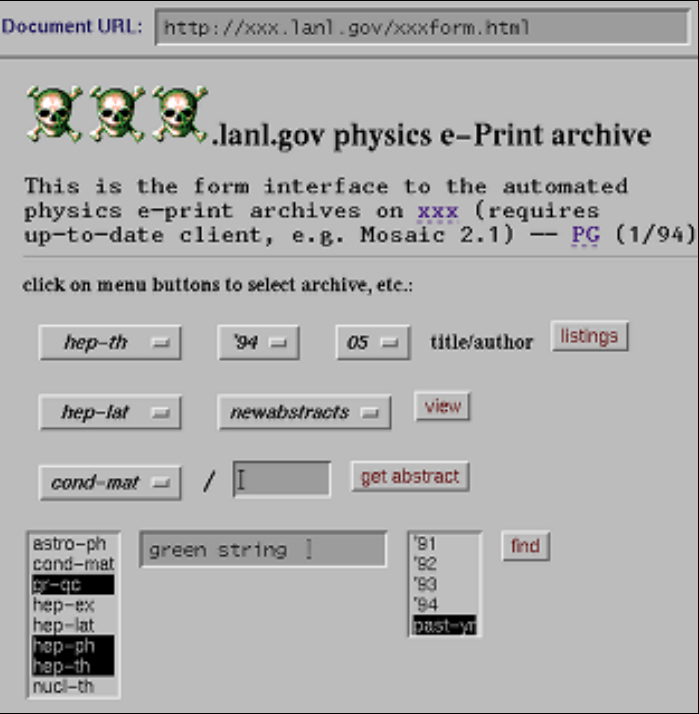 Document URL: http://xxx.lanl.gov/xxxform.html
.lanl.gov physics e-Print archive
This is the form interface to the automated
physics e-print archives on xxx (requires
up-to-date client, e.g. Mosaic 2.1) -- PG (1/94)
click on menu buttons to select archive, etc.:
hep-th '94 05 title/author listings
hep-lat newabstracts view
cond-mat / get abstract
astro-ph
cond-mat
gr-qc
hep-ex
hep-lat
hep-ph
hep-th
nucl-th
green string
'91
'92
'93
'94
past-yr
find